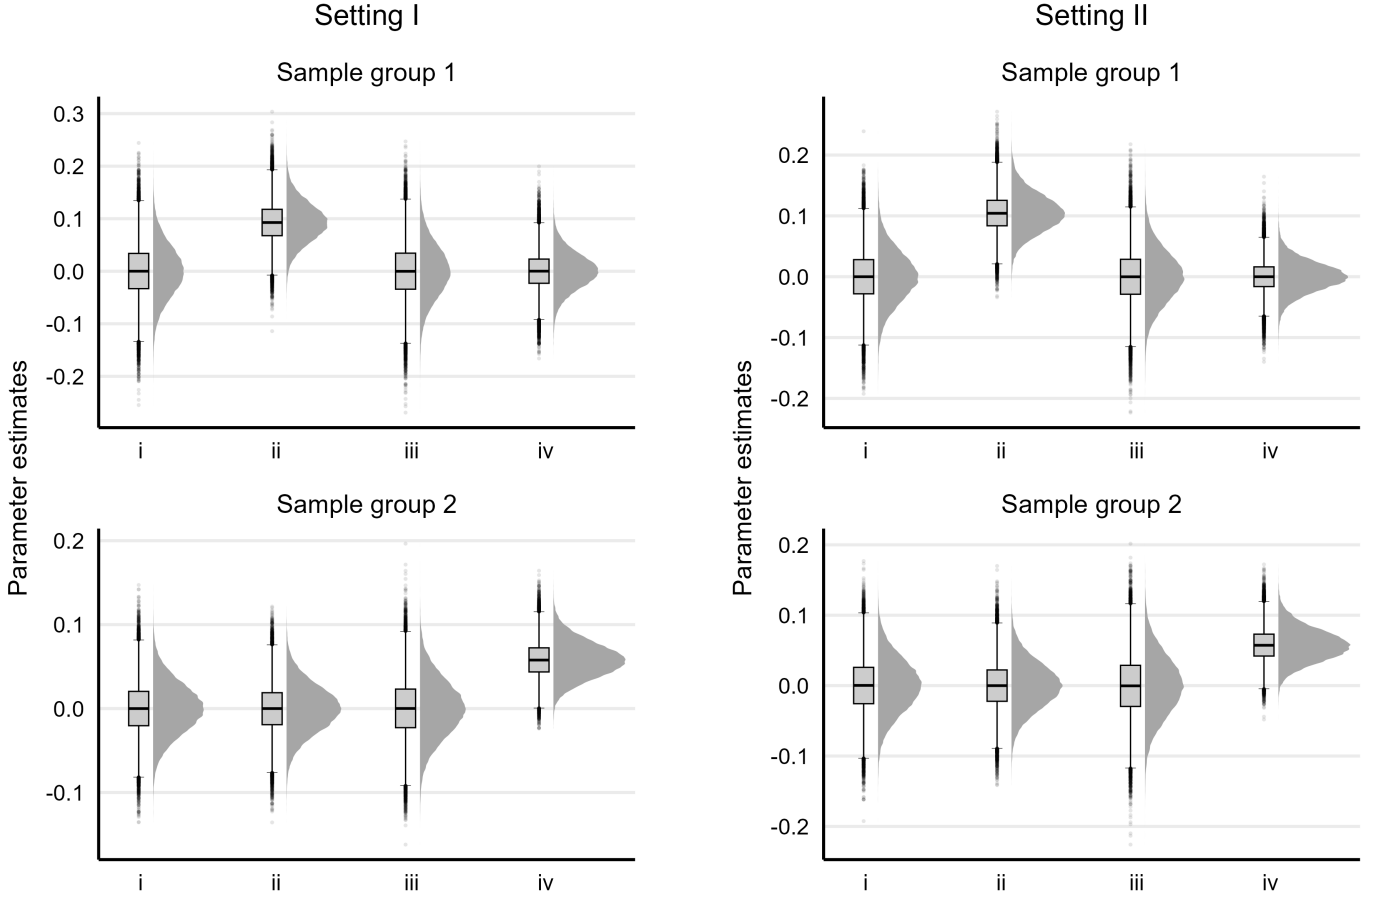 Setting I
Sample group 1
0.3
0.2
0.1
0.0
-0.1
-0.2
i ii iii iv
Sample group 2
0.2
0.1
0.0
-0.1
i ii iii iv
Parameter estimates
Setting II
Sample group 1
0.2
0.1
0.0
-0.1
-0.2
i ii iii iv
Sample group 2
0.2
0.1
0.0
-0.1
-0.2
i ii iii iv
Parameter estimates